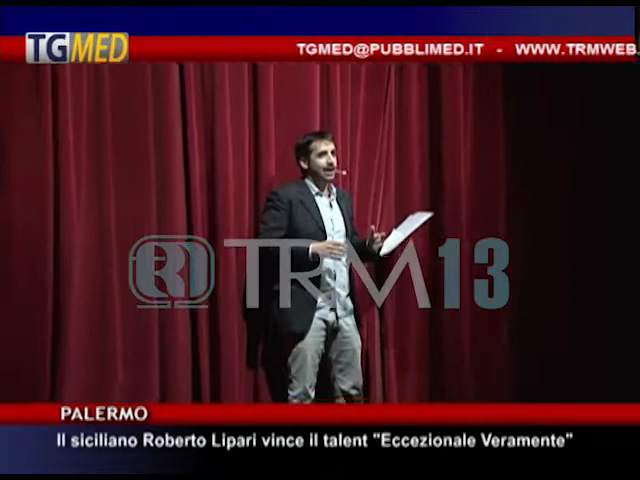 TGMED
TGMED@PUBBLIMED.IT - WWW.TRMWEB.
TRM13
PALERMO
Il siciliano Roberto Lipari vince il talent "Eccezionale Veramente"